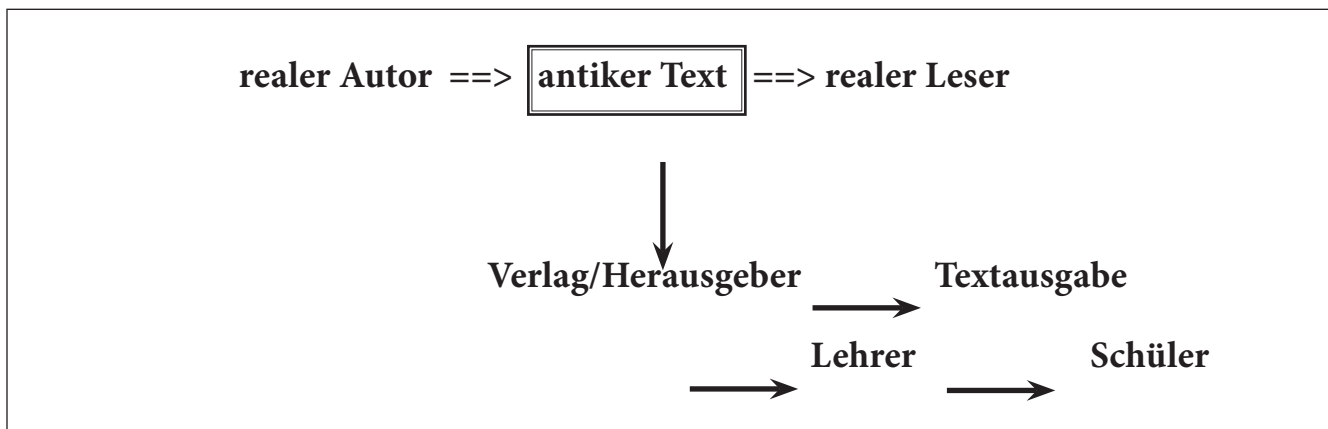 realer Autor ==> antiker Text ==> realer Leser
Verlag/Herausgeber Textausgabe
Lehrer Schüler